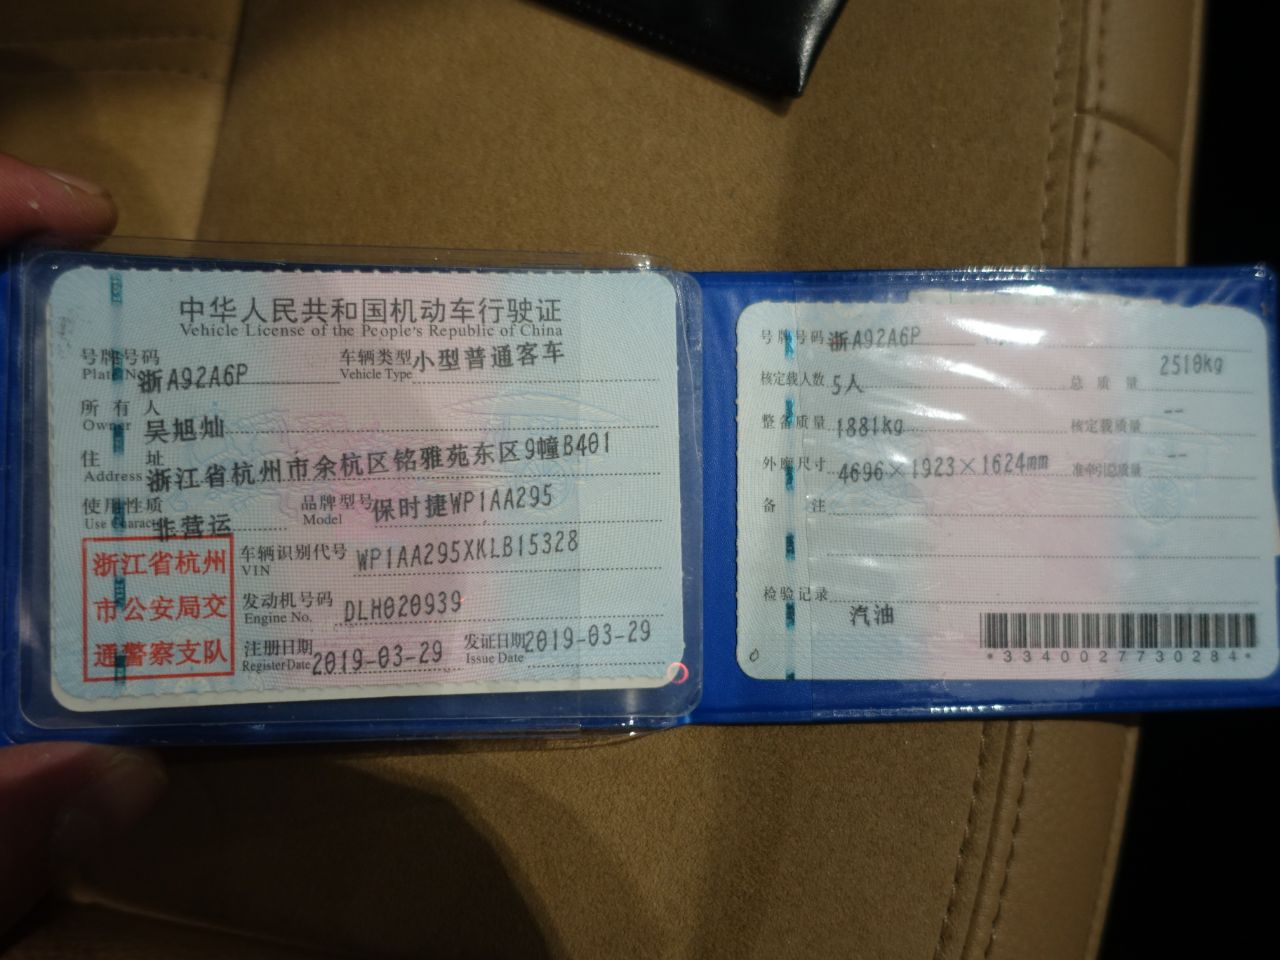 中华人民共和国机动车行驶证
Vehicle License of the People's Republic of China
号牌号码 浙A92A6P 车辆类型 小型普通客车
Plate No. Vehicle Type
所有人 吴旭灿
Owner
住址 浙江省杭州市余杭区铭雅苑东区9幢B401
Address
使用性质 非营运 品牌型号 保时捷WP1AA295
Use Character Model
浙江省杭州
市公安局交
通警察支队
车辆识别代号 WP1AA295XKLB15328
VIN
发动机号码 DLH020939
Engine No.
注册日期 2019-03-29 发证日期 2019-03-29
Register Date Issue Date
号牌号码 浙A92A6P
核定载人数 5人 总质量 2510kg
整备质量 1881kg 核定载质量 --
外廓尺寸 4696×1923×1624mm 准牵引总质量 --
备注
检验记录
汽油
*3340027730284*